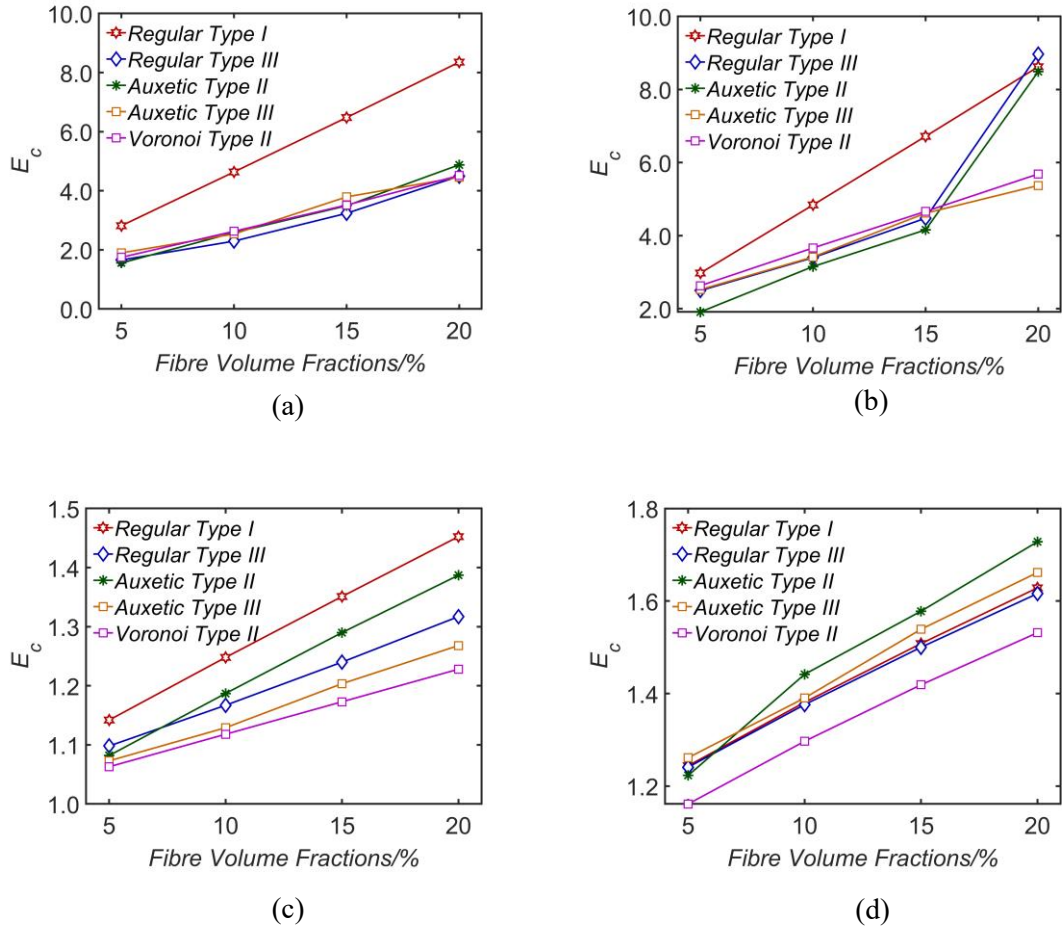 10.0
8.0
6.0
4.0
2.0
0.0
E_c
Regular Type I
Regular Type III
Auxetic Type II
Auxetic Type III
Voronoi Type II
5 10 15 20
Fibre Volume Fractions/%
(a)
10.0
8.0
6.0
4.0
2.0
E_c
Regular Type I
Regular Type III
Auxetic Type II
Auxetic Type III
Voronoi Type II
5 10 15 20
Fibre Volume Fractions/%
(b)
1.5
1.4
1.3
1.2
1.1
1.0
E_c
Regular Type I
Regular Type III
Auxetic Type II
Auxetic Type III
Voronoi Type II
5 10 15 20
Fibre Volume Fractions/%
(c)
1.8
1.6
1.4
1.2
E_c
Regular Type I
Regular Type III
Auxetic Type II
Auxetic Type III
Voronoi Type II
5 10 15 20
Fibre Volume Fractions/%
(d)